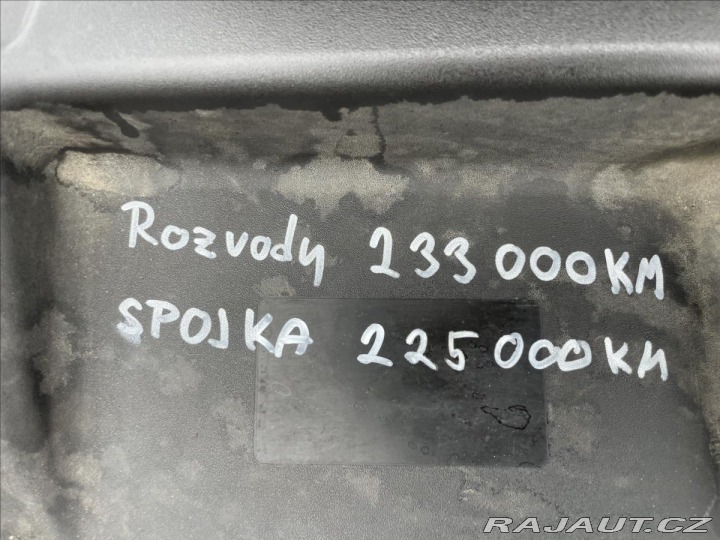 Rozvody 233 000KM
SPOJKA 225 000KM
RAJAUT.CZ